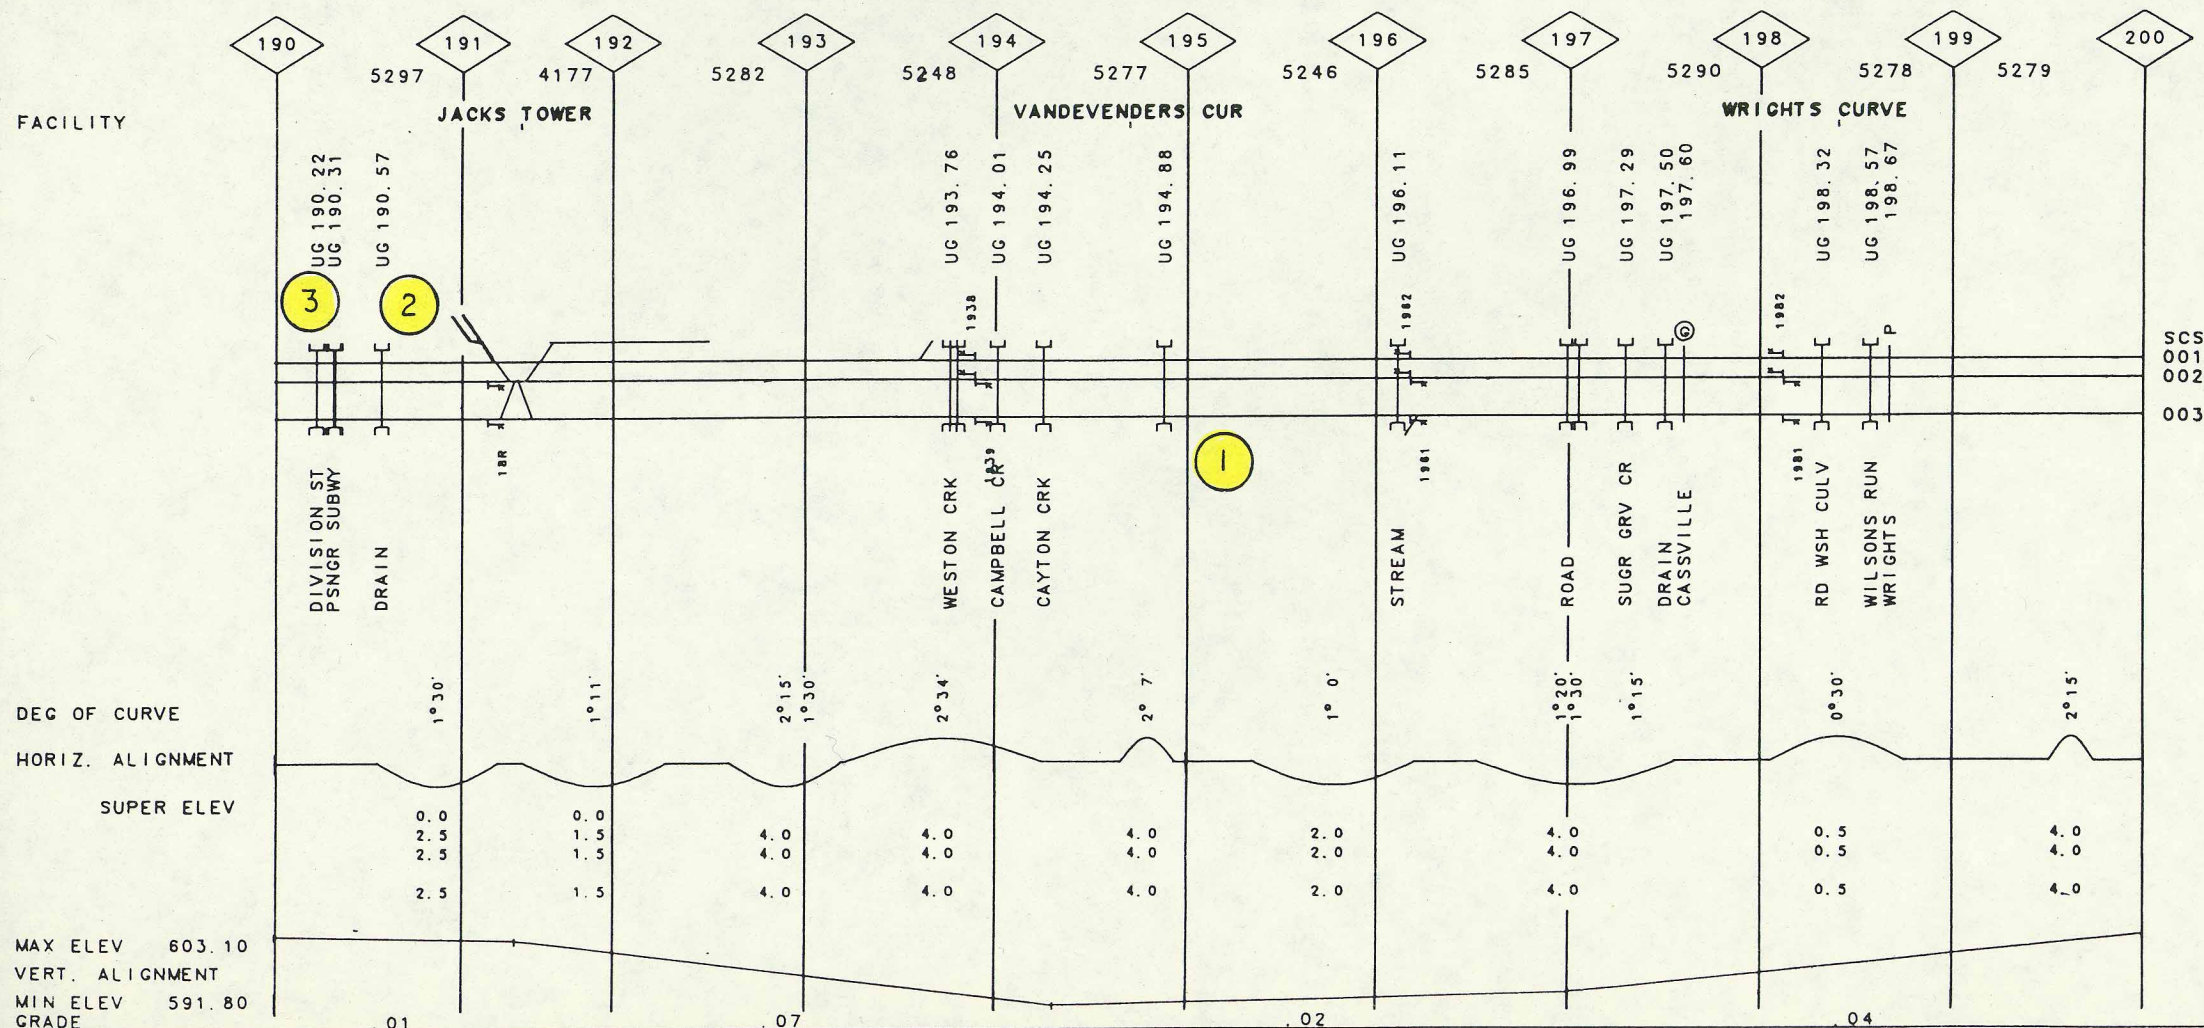 190 191 192 193 194 195 196 197 198 199 200
5297 4177 5282 5248 5277 5246 5285 5290 5278 5279
FACILITY
JACKS TOWER
VANDEVENDERS CUR
WRIGHTS CURVE
UG 190.22
UG 190.31
UG 190.57
UG 193.76
UG 194.01
UG 194.25
UG 194.88
UG 196.11
UG 196.99
UG 197.29
UG 197.50
197.60
UG 198.32
UG 198.57
198.67
3
2
1938
1982
G
1982
P
SCS
001
002
003
18R
1939
1
1981
1981
DIVISION ST
PSNGR SUBWY
DRAIN
WESTON CRK
CAMPBELL CR
CAYTON CRK
STREAM
ROAD
SUGR GRV CR
DRAIN
CASSVILLE
RD WSH CULV
WILSONS RUN
WRIGHTS
DEG OF CURVE
1°30'
1°11'
2°15'
1°30'
2°34'
2° 7'
1° 0'
1°20'
1°30'
1°15'
0°30'
2°15'
HORIZ. ALIGNMENT
SUPER ELEV
0.0 0.0
2.5 1.5 4.0 4.0 4.0 2.0 4.0 0.5 4.0
2.5 1.5 4.0 4.0 4.0 2.0 4.0 0.5 4.0
2.5 1.5 4.0 4.0 4.0 2.0 4.0 0.5 4.0
MAX ELEV 603.10
VERT. ALIGNMENT
MIN ELEV 591.80
GRADE .01 .07 .02 .04